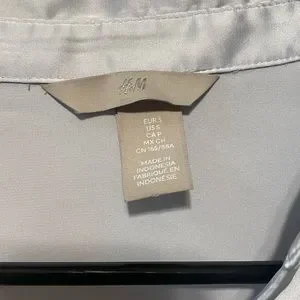 H&M
EUR S
US S
CA P
MX CH
CN 165/88A
MADE IN
INDONESIA
FABRIQUÉ EN
INDONÉSIE